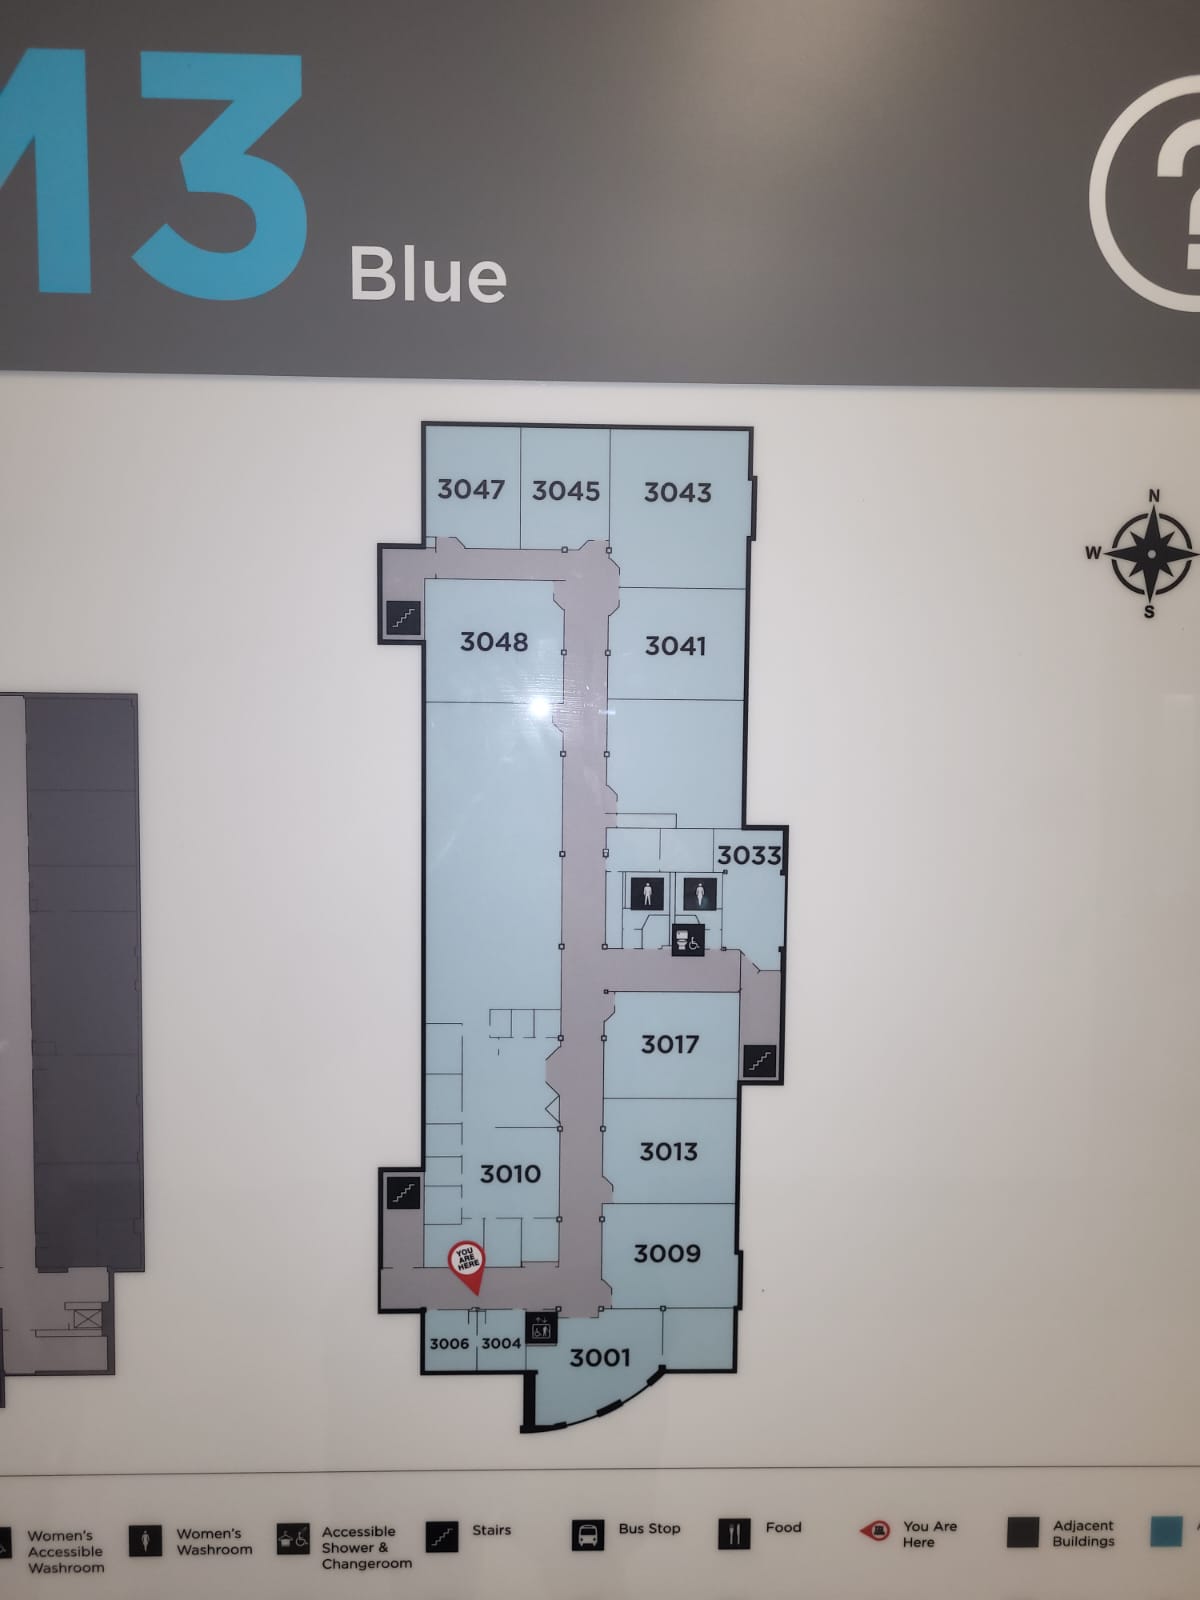 M3 Blue
?
3047 3045 3043
N
W
S
3048 3041
3033
3017
3013
3010
3009
YOU
ARE
HERE
3006 3004
3001
Women's
Accessible
Washroom
Women's
Washroom
Accessible
Shower &
Changeroom
Stairs
Bus Stop
Food
You Are
Here
Adjacent
Buildings